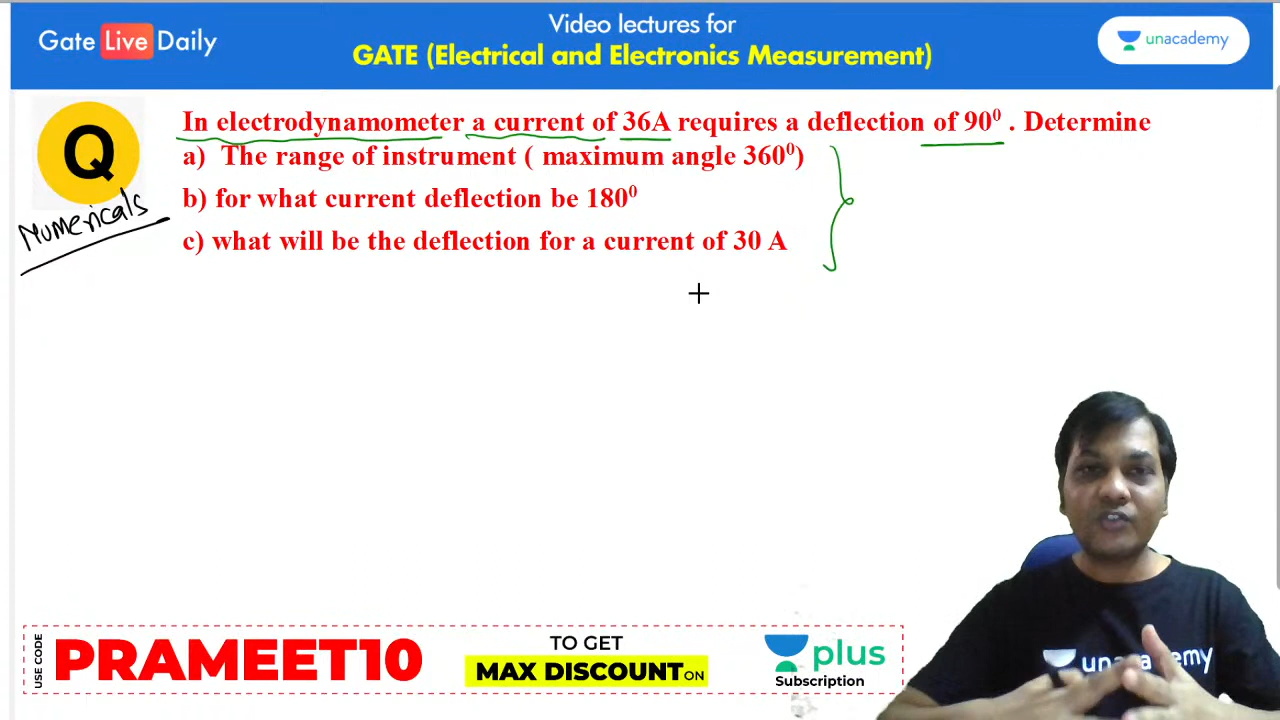 Gate Live Daily
Video lectures for
GATE (Electrical and Electronics Measurement)
unacademy
Q
Numericals
In electrodynamometer a current of 36A requires a deflection of 90⁰ . Determine
a) The range of instrument ( maximum angle 360⁰)
b) for what current deflection be 180⁰
c) what will be the deflection for a current of 30 A
USE CODE
PRAMEET10
TO GET
MAX DISCOUNT ON
plus
Subscription
unacademy